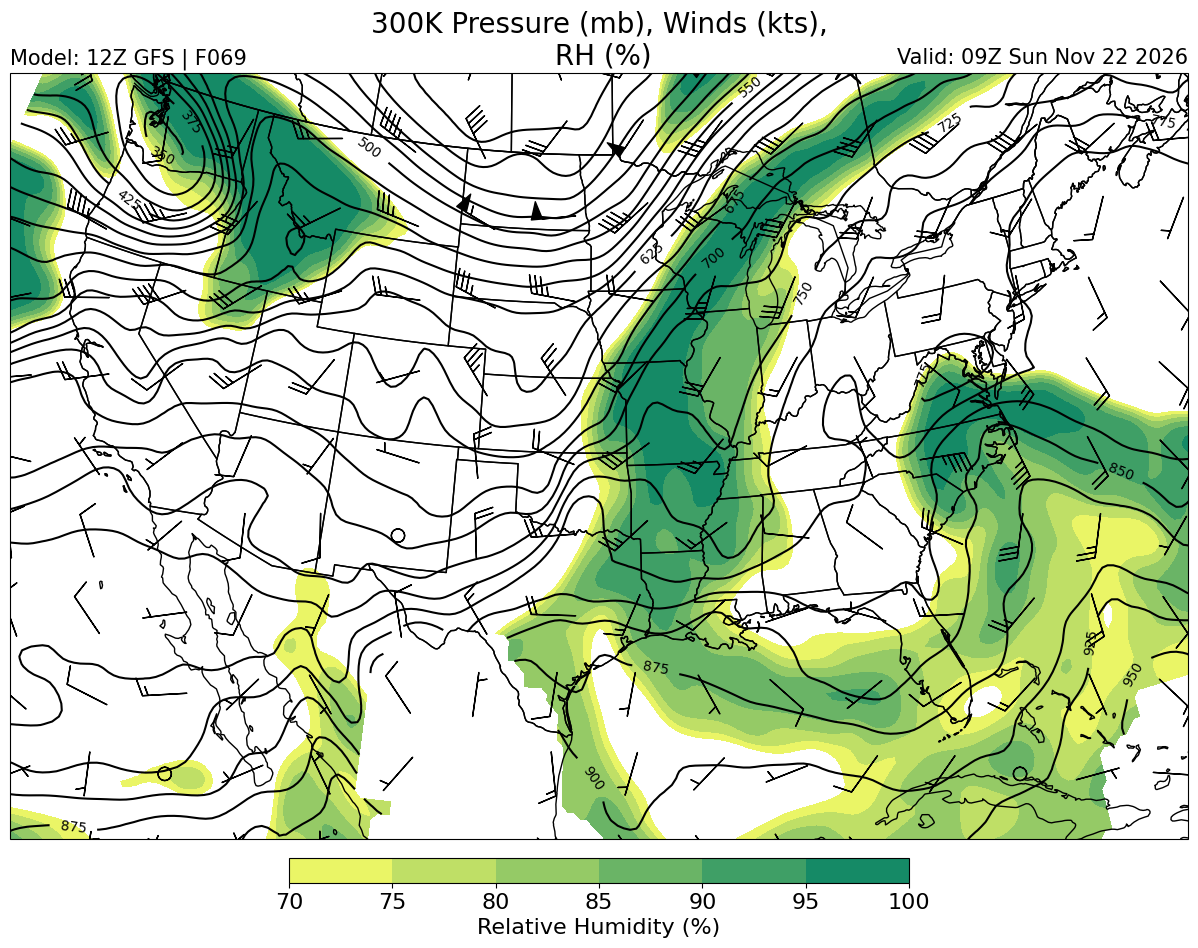 300K Pressure (mb), Winds (kts),
RH (%)
Model: 12Z GFS | F069
Valid: 09Z Sun Nov 22 2026
550
375
350
500
725
425
675
625
700
750
850
875
925
950
900
875
70 75 80 85 90 95 100
Relative Humidity (%)